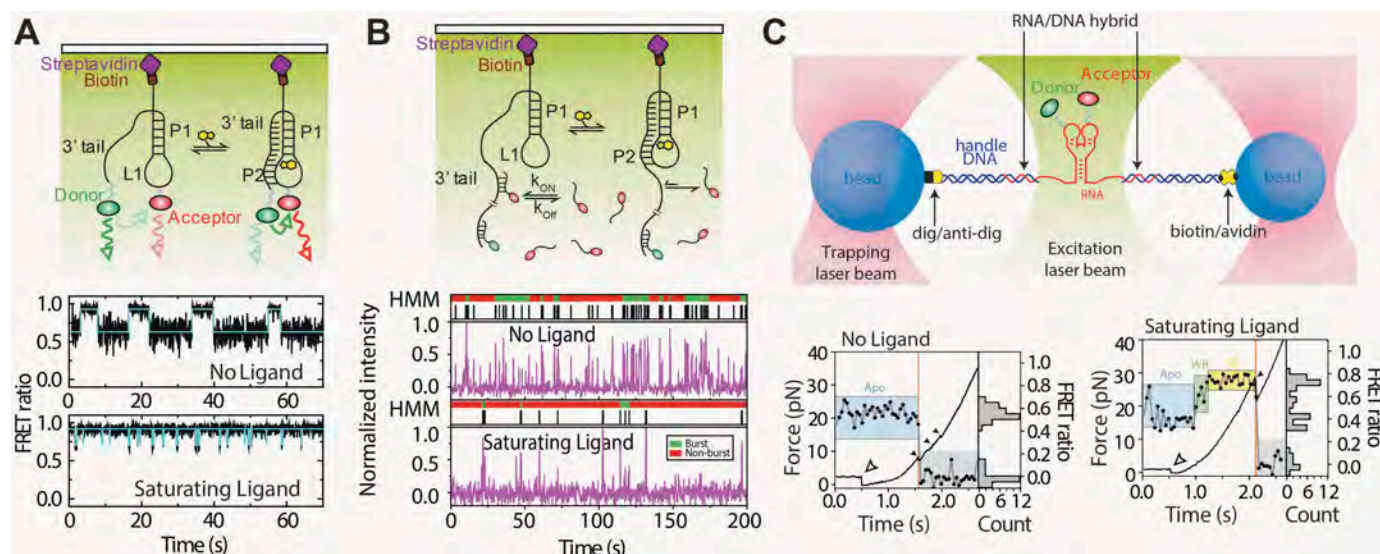 A
Streptavidin
Biotin
P1
3' tail
3' tail
P1
L1
P2
Donor
Acceptor
FRET ratio
1.0
0.5
0.0
No Ligand
0 20 40 60
1.0
0.5
0.0
Saturating Ligand
0 20 40 60
Time (s)
B
Streptavidin
Biotin
P1
P1
L1
P2
3' tail
kON
kOff
Normalized intensity
HMM
1.0
No Ligand
0.5
0.0
HMM
1.0
Saturating Ligand
Burst
Non-burst
0.5
0.0
0 50 100 150 200
Time (s)
C
RNA/DNA hybrid
Acceptor
Donor
handle
DNA
bead
bead
RNA
dig/anti-dig
biotin/avidin
Trapping
laser beam
Excitation
laser beam
No Ligand
Force (pN)
40
30
20
10
0
Apo
1.0
0.8
0.6
0.4
0.2
0.0
FRET ratio
0.0 1.0 2.0 0 6 12
Time (s) Count
Saturating Ligand
Force (pN)
40
30
20
10
0
Apo
WB
1.0
0.8
0.6
0.4
0.2
0.0
FRET ratio
0.0 1.0 2.0 0 6 12
Time (s) Count